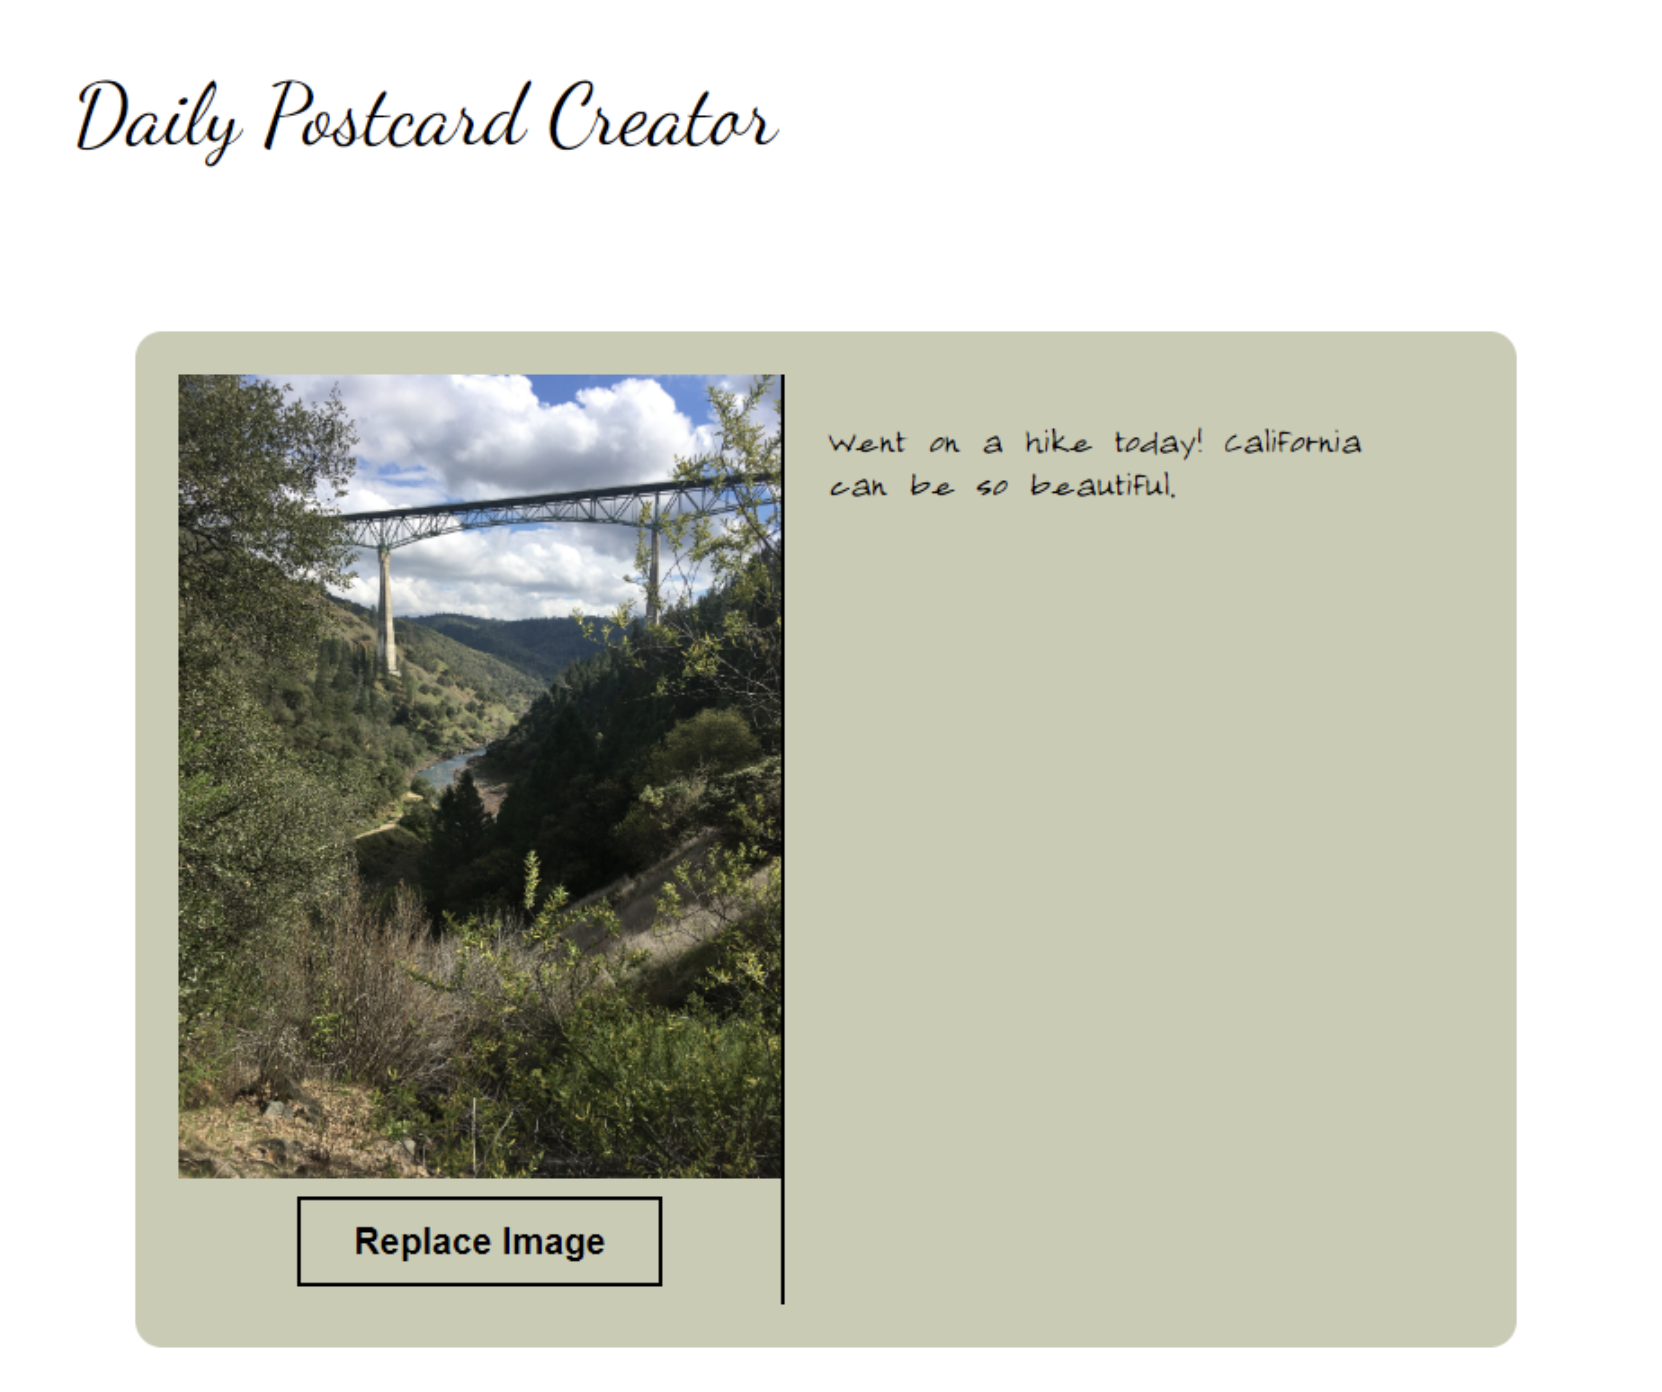 Daily Postcard Creator
Went on a hike today! California
can be so beautiful.
Replace Image